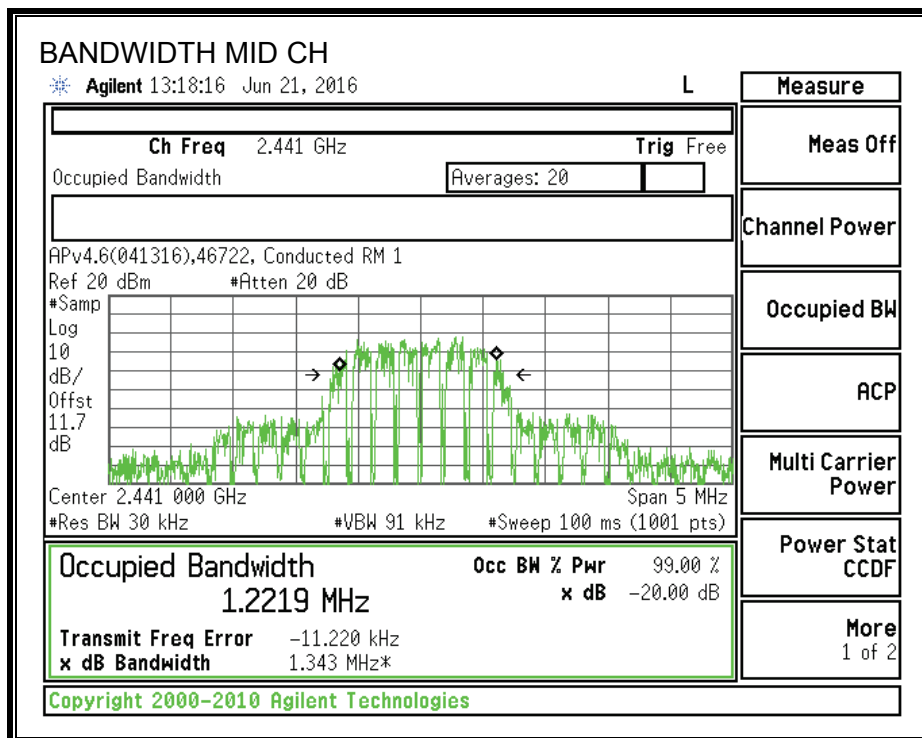 BANDWIDTH MID CH
Agilent 13:18:16 Jun 21, 2016 L
Measure
Ch Freq 2.441 GHz Trig Free
Meas Off
Occupied Bandwidth Averages: 20
Channel Power
APv4.6(041316),46722, Conducted RM 1
Ref 20 dBm #Atten 20 dB
#Samp
Log
10
dB/
Offst
11.7
dB
Occupied BW
ACP
Multi Carrier
Power
Center 2.441 000 GHz Span 5 MHz
#Res BW 30 kHz #VBW 91 kHz #Sweep 100 ms (1001 pts)
Power Stat
CCDF
Occupied Bandwidth Occ BW % Pwr 99.00 %
1.2219 MHz x dB -20.00 dB
Transmit Freq Error -11.220 kHz
x dB Bandwidth 1.343 MHz*
More
1 of 2
Copyright 2000-2010 Agilent Technologies